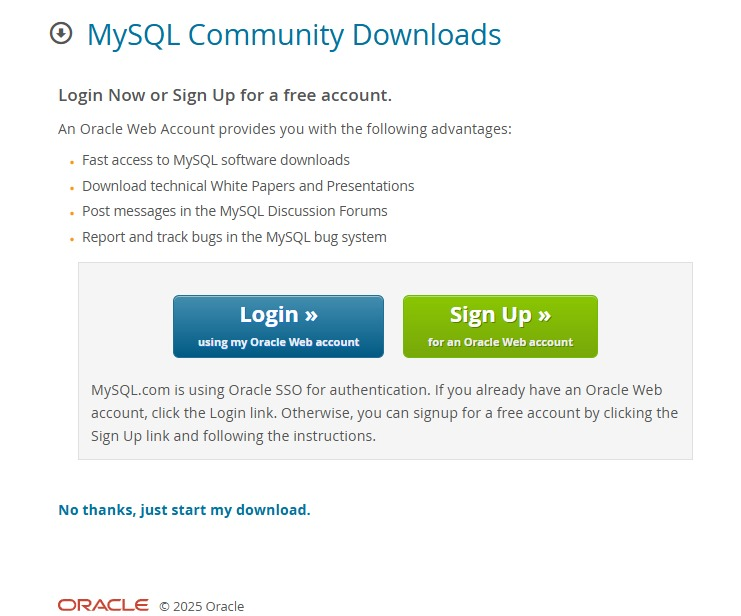 MySQL Community Downloads
Login Now or Sign Up for a free account.
An Oracle Web Account provides you with the following advantages:
Fast access to MySQL software downloads
Download technical White Papers and Presentations
Post messages in the MySQL Discussion Forums
Report and track bugs in the MySQL bug system
Login »
using my Oracle Web account
Sign Up »
for an Oracle Web account
MySQL.com is using Oracle SSO for authentication. If you already have an Oracle Web
account, click the Login link. Otherwise, you can signup for a free account by clicking the
Sign Up link and following the instructions.
No thanks, just start my download.
ORACLE © 2025 Oracle